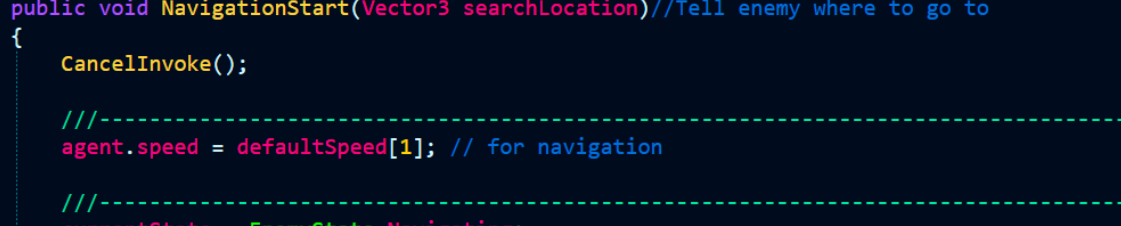 public void NavigationStart(Vector3 searchLocation)//Tell enemy where to go to
{
CancelInvoke();
///---------------------------------------------------------------------------------
agent.speed = defaultSpeed[1]; // for navigation
///---------------------------------------------------------------------------------